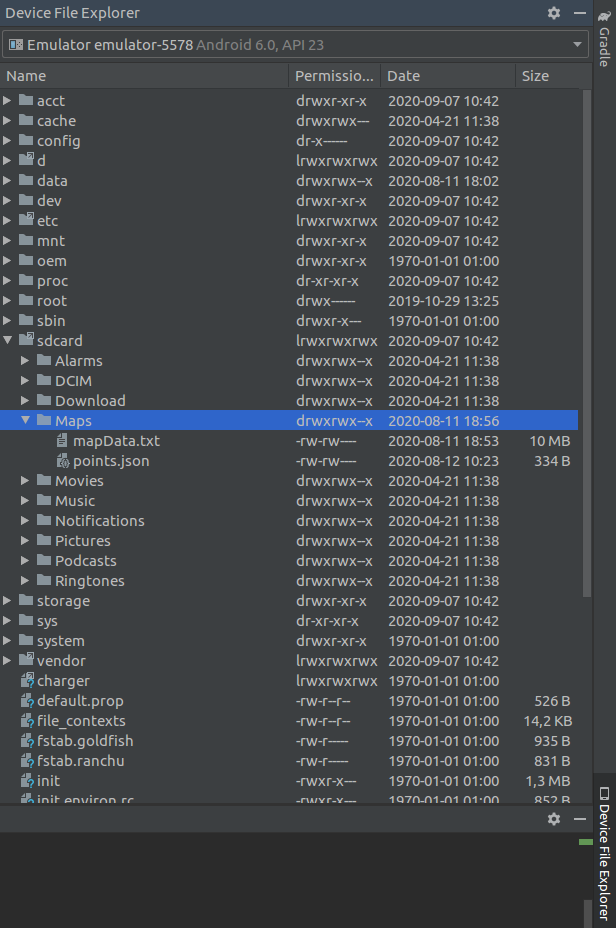 Device File Explorer
Emulator emulator-5578 Android 6.0, API 23
Name Permissio... Date Size
acct drwxr-xr-x 2020-09-07 10:42
cache drwxrwx--- 2020-04-21 11:38
config dr-x------ 2020-09-07 10:42
d lrwxrwxrwx 2020-09-07 10:42
data drwxrwx--x 2020-08-11 18:02
dev drwxr-xr-x 2020-09-07 10:42
etc lrwxrwxrwx 2020-09-07 10:42
mnt drwxr-xr-x 2020-09-07 10:42
oem drwxr-xr-x 1970-01-01 01:00
proc dr-xr-xr-x 2020-09-07 10:42
root drwx------ 2019-10-29 13:25
sbin drwxr-x--- 1970-01-01 01:00
sdcard lrwxrwxrwx 2020-09-07 10:42
Alarms drwxrwx--x 2020-04-21 11:38
DCIM drwxrwx--x 2020-04-21 11:38
Download drwxrwx--x 2020-04-21 11:38
Maps drwxrwx--x 2020-08-11 18:56
mapData.txt -rw-rw---- 2020-08-11 18:53 10 MB
points.json -rw-rw---- 2020-08-12 10:23 334 B
Movies drwxrwx--x 2020-04-21 11:38
Music drwxrwx--x 2020-04-21 11:38
Notifications drwxrwx--x 2020-04-21 11:38
Pictures drwxrwx--x 2020-04-21 11:38
Podcasts drwxrwx--x 2020-04-21 11:38
Ringtones drwxrwx--x 2020-04-21 11:38
storage drwxr-xr-x 2020-09-07 10:42
sys dr-xr-xr-x 2020-09-07 10:42
system drwxr-xr-x 1970-01-01 01:00
vendor lrwxrwxrwx 2020-09-07 10:42
charger lrwxrwxrwx 1970-01-01 01:00
default.prop -rw-r--r-- 1970-01-01 01:00 526 B
file_contexts -rw-r--r-- 1970-01-01 01:00 14,2 KB
fstab.goldfish -rw-r----- 1970-01-01 01:00 935 B
fstab.ranchu -rw-r----- 1970-01-01 01:00 831 B
init -rwxr-x--- 1970-01-01 01:00 1,3 MB
init.environ.rc -rwxr-x--- 1970-01-01 01:00 852 B
Gradle
Device File Explorer